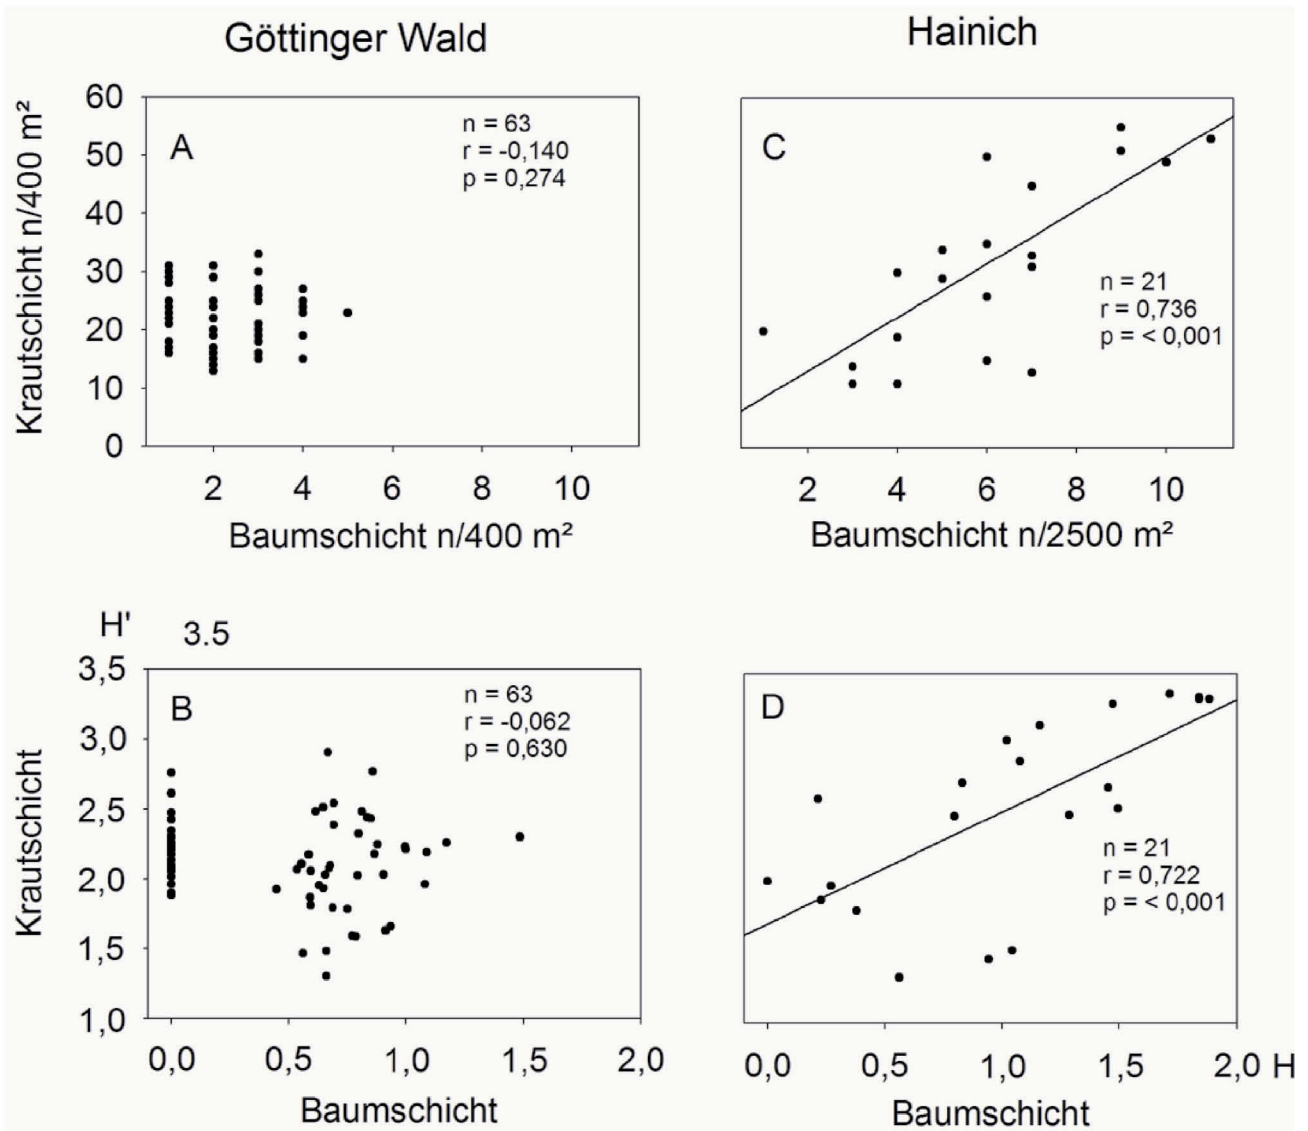 Göttinger Wald
Hainich
Krautschicht n/400 m²
60
50
40
30
20
10
0
A
n = 63
r = -0,140
p = 0,274
2 4 6 8 10
Baumschicht n/400 m²
C
n = 21
r = 0,736
p = < 0,001
2 4 6 8 10
Baumschicht n/2500 m²
H'
3.5
Krautschicht
3,5
3,0
2,5
2,0
1,5
1,0
B
n = 63
r = -0,062
p = 0,630
0,0 0,5 1,0 1,5 2,0
Baumschicht
D
n = 21
r = 0,722
p = < 0,001
0,0 0,5 1,0 1,5 2,0 H
Baumschicht